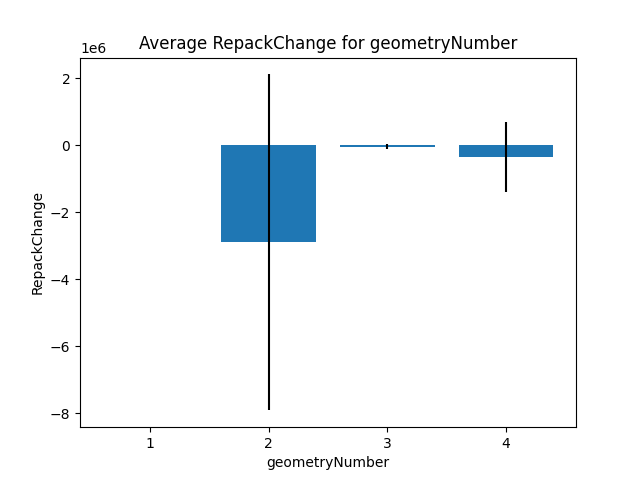 Average RepackChange for geometryNumber
1e6
2
0
−2
−4
−6
−8
RepackChange
1 2 3 4
geometryNumber